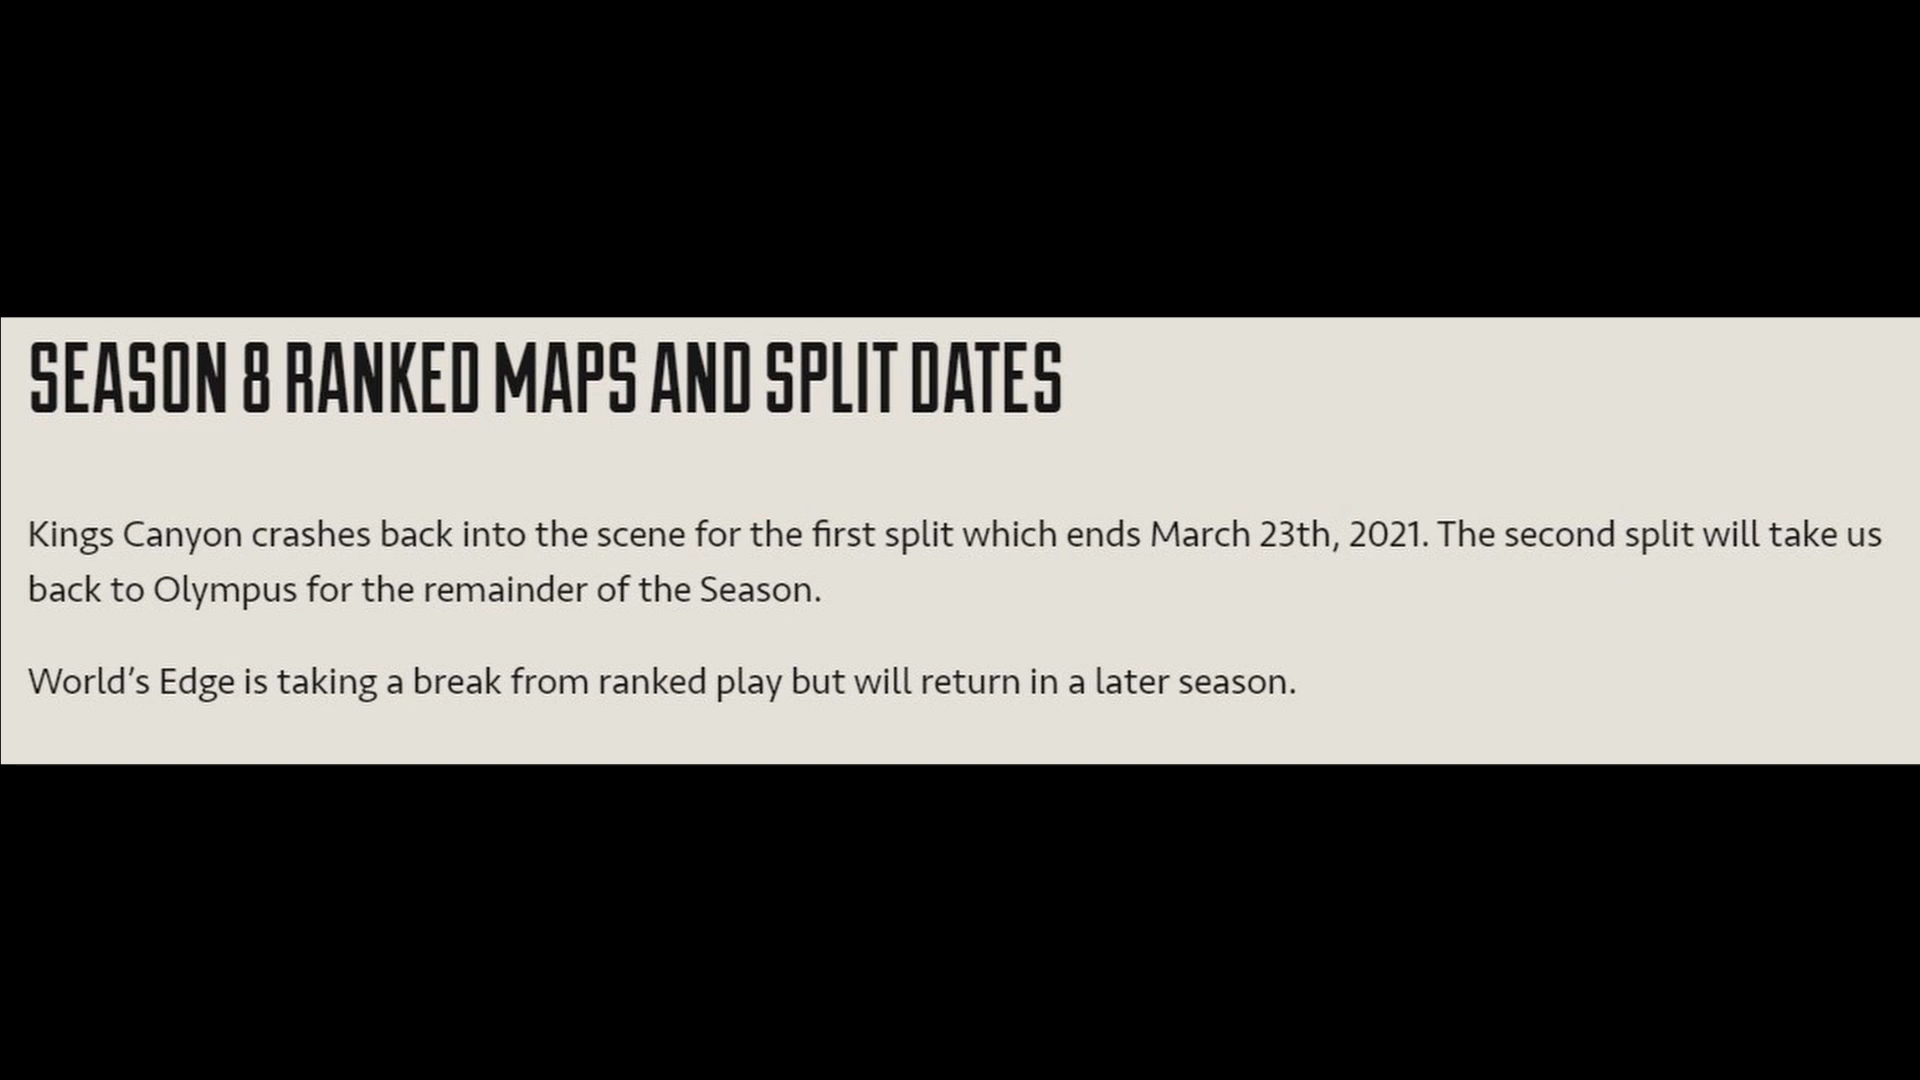 SEASON 8 RANKED MAPS AND SPLIT DATES
Kings Canyon crashes back into the scene for the first split which ends March 23th, 2021. The second split will take us
back to Olympus for the remainder of the Season.
World’s Edge is taking a break from ranked play but will return in a later season.